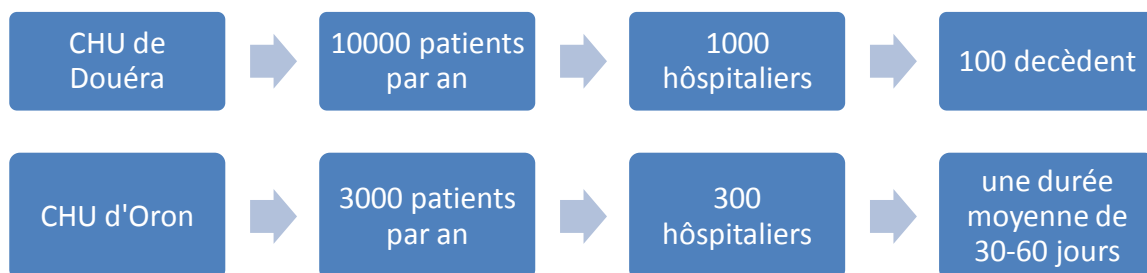 CHU de
Douéra
10000 patients
par an
1000
hôspitaliers
100 decèdent
CHU d'Oron
3000 patients
par an
300
hôspitaliers
une durée
moyenne de
30-60 jours